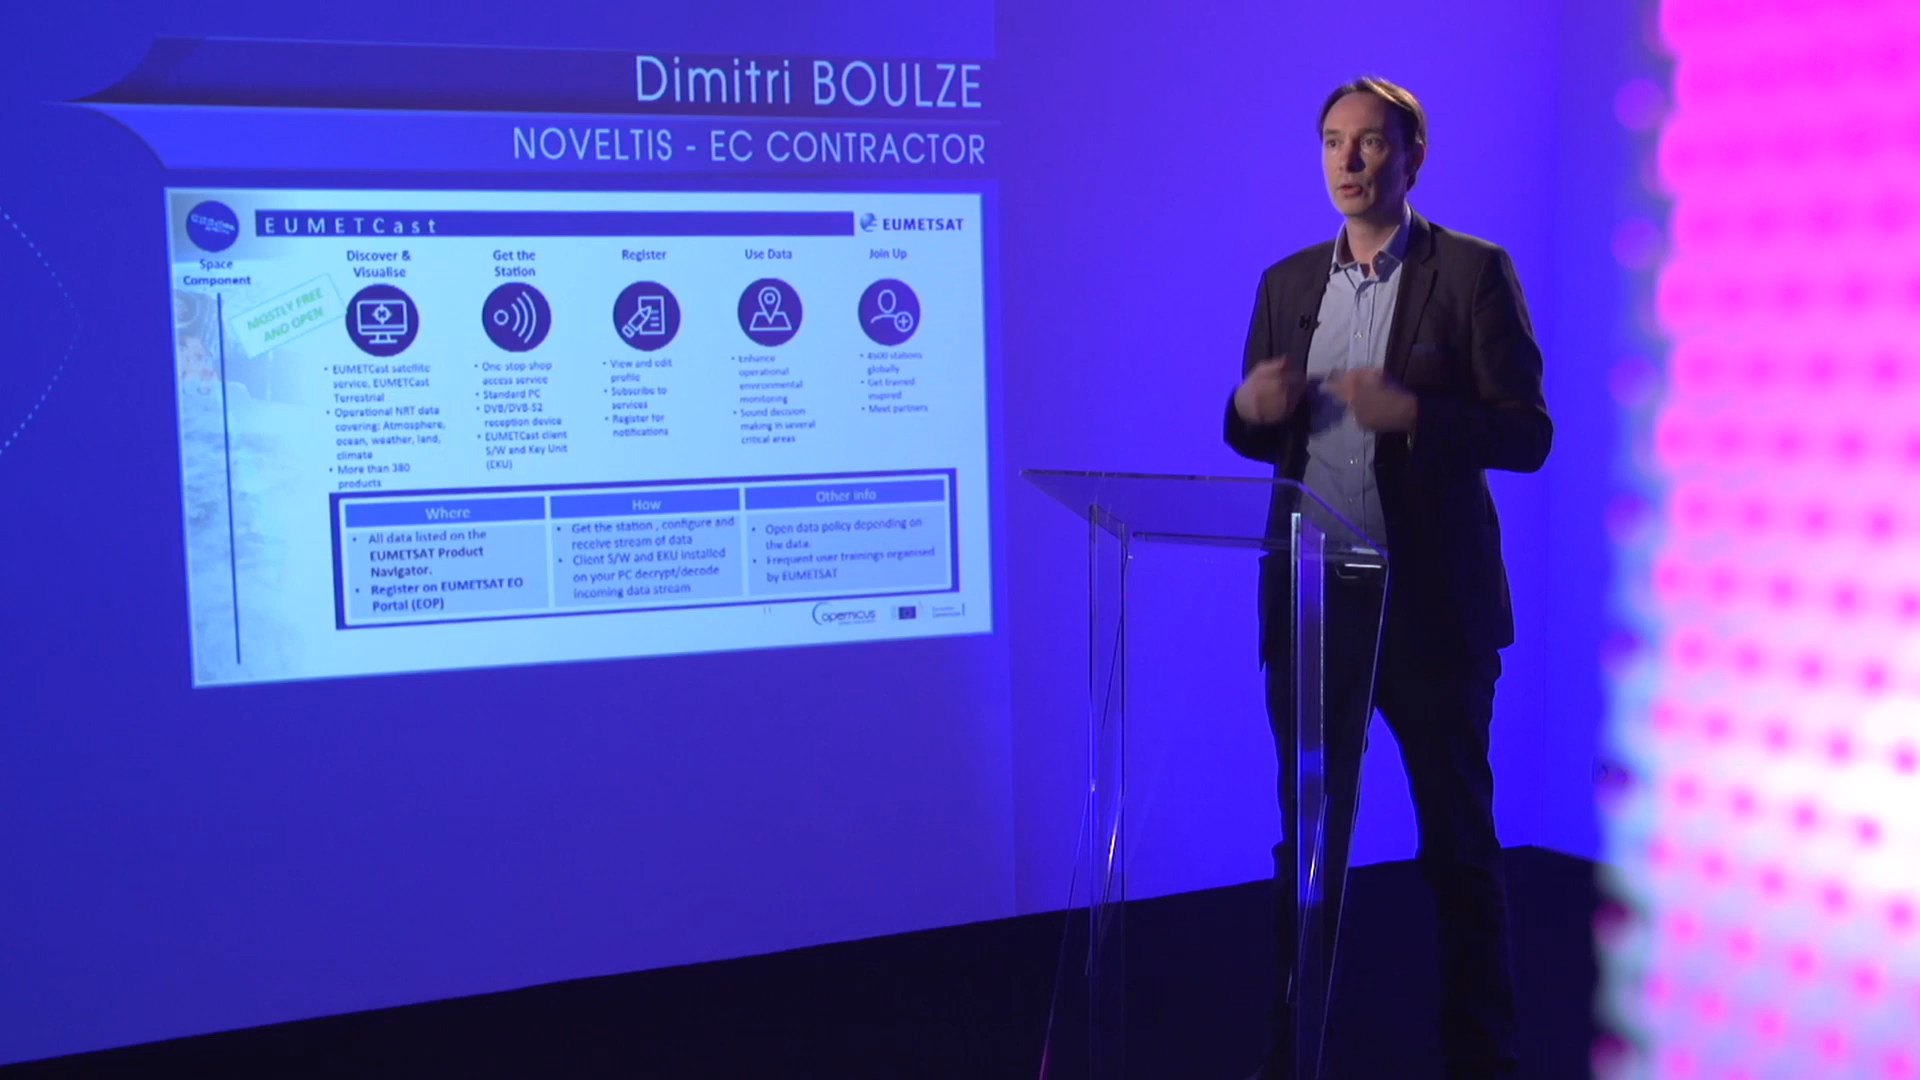 Dimitri BOULZE
NOVELTIS - EC CONTRACTOR
EUMETCast
EUMETSAT
Space
Component
MOSTLY FREE
AND OPEN
Discover &
Visualise
• EUMETCast satellite
service, EUMETCast
Terrestrial
• Operational NRT data
covering: Atmosphere,
ocean, weather, land,
climate
• More than 380
products
Get the
Station
• One stop shop
access service
• Standard PC
• DVB/DVB-S2
reception device
• EUMETCast client
S/W and Key Unit
(EKU)
Register
• View and edit
profile
• Subscribe to
services
• Register for
notifications
Use Data
• Enhance
operational
environmental
monitoring
• Sound decision
making in several
critical areas
Join Up
• 4500 stations
globally
• Get trained
inspired
• Meet partners
Where
• All data listed on the
EUMETSAT Product
Navigator.
• Register on EUMETSAT EO
Portal (EOP)
How
• Get the station , configure and
receive stream of data
• Client S/W and EKU installed
on your PC decrypt/decode
incoming data stream
Other info
• Open data policy depending on
the data.
• Frequent user trainings organised
by EUMETSAT
11
opernicus